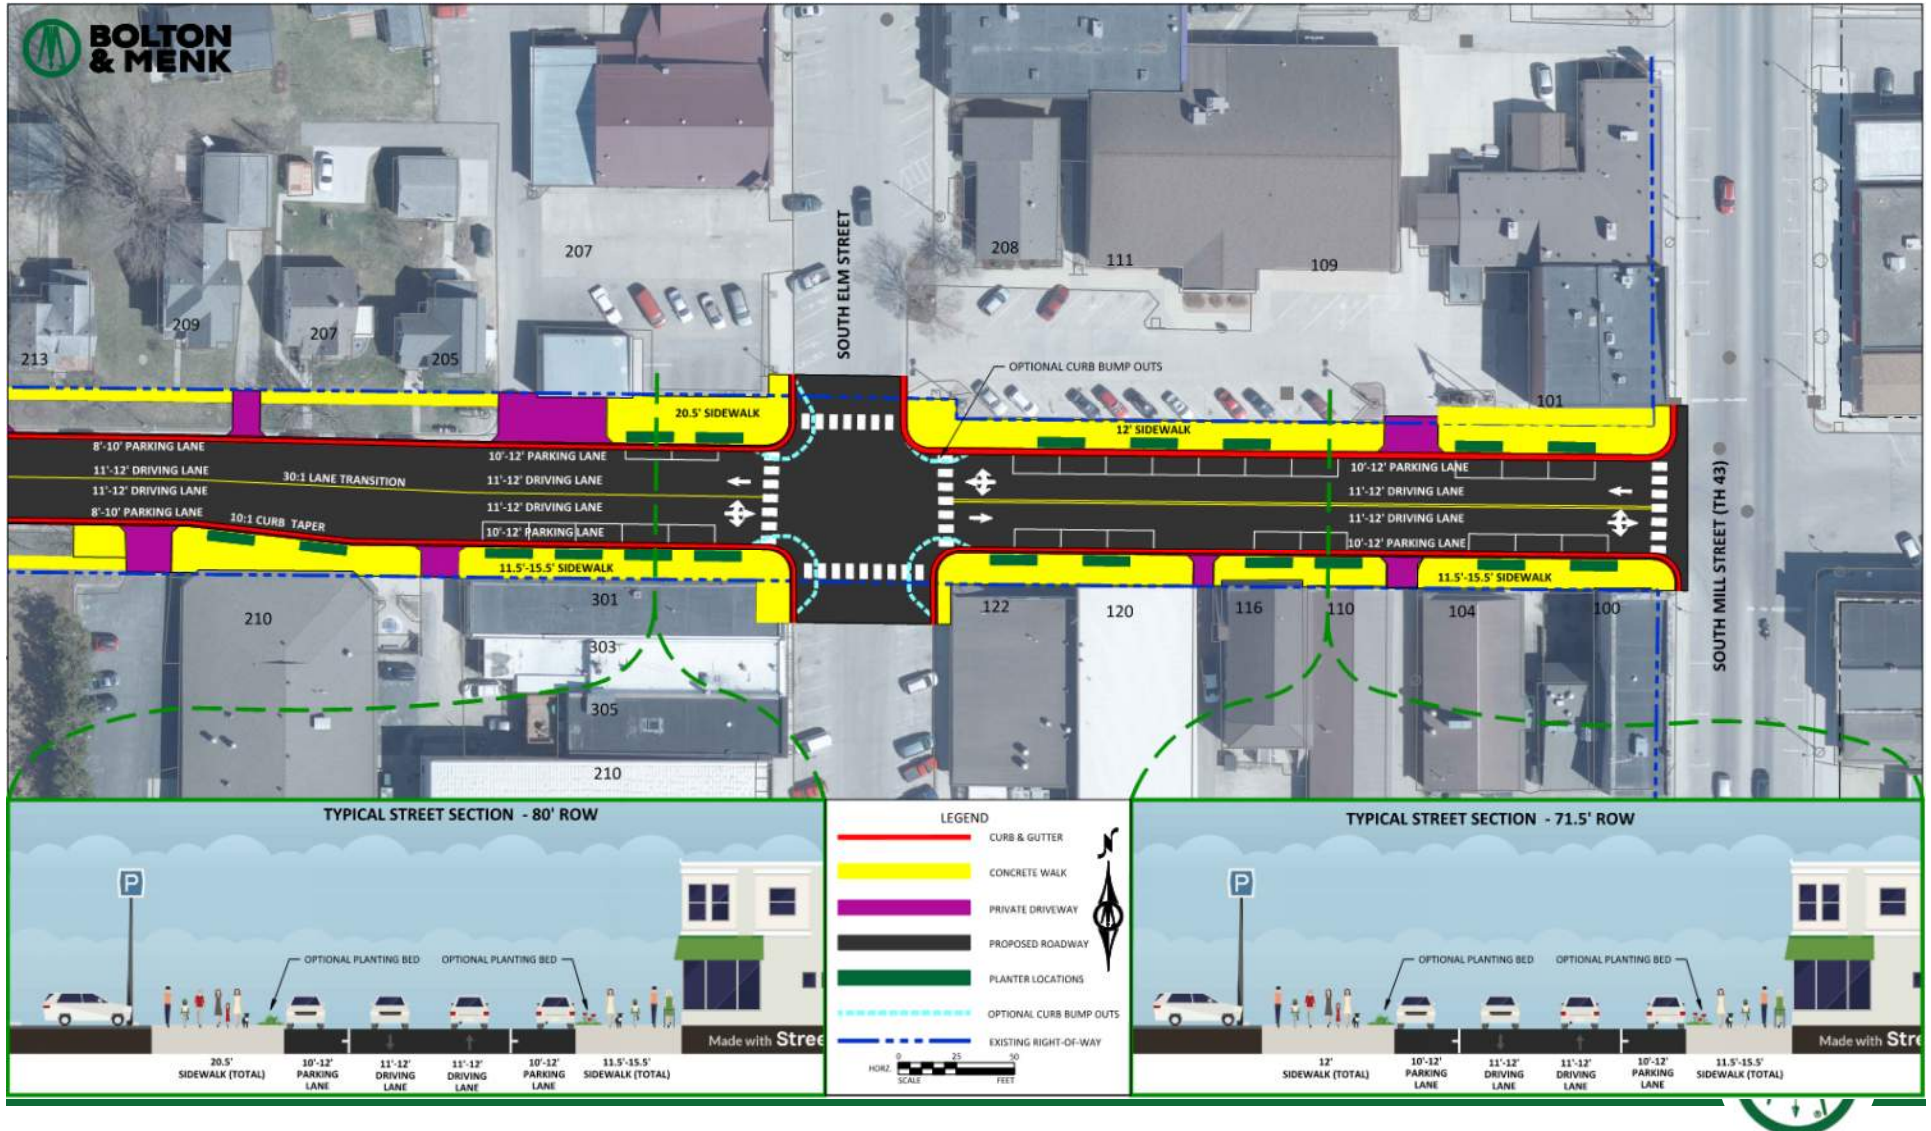 BOLTON
& MENK
207
208
111
109
209
207
205
213
SOUTH ELM STREET
OPTIONAL CURB BUMP OUTS
101
20.5' SIDEWALK
12' SIDEWALK
8'-10' PARKING LANE
10'-12' PARKING LANE
10'-12' PARKING LANE
11'-12' DRIVING LANE
30:1 LANE TRANSITION
11'-12' DRIVING LANE
11'-12' DRIVING LANE
11'-12' DRIVING LANE
11'-12' DRIVING LANE
11'-12' DRIVING LANE
8'-10' PARKING LANE
10:1 CURB TAPER
10'-12' PARKING LANE
10'-12' PARKING LANE
11.5'-15.5' SIDEWALK
11.5'-15.5' SIDEWALK
SOUTH MILL STREET (TH 43)
210
301
303
305
210
122
120
116
110
104
100
TYPICAL STREET SECTION - 80' ROW
P
OPTIONAL PLANTING BED
OPTIONAL PLANTING BED
Made with Stree
20.5'
SIDEWALK (TOTAL)
10'-12'
PARKING
LANE
11'-12'
DRIVING
LANE
11'-12'
DRIVING
LANE
10'-12'
PARKING
LANE
11.5'-15.5'
SIDEWALK (TOTAL)
LEGEND
CURB & GUTTER
CONCRETE WALK
PRIVATE DRIVEWAY
PROPOSED ROADWAY
PLANTER LOCATIONS
OPTIONAL CURB BUMP OUTS
EXISTING RIGHT-OF-WAY
N
0 25 50
HORZ.
SCALE FEET
TYPICAL STREET SECTION - 71.5' ROW
P
OPTIONAL PLANTING BED
OPTIONAL PLANTING BED
Made with Stre
12'
SIDEWALK (TOTAL)
10'-12'
PARKING
LANE
11'-12'
DRIVING
LANE
11'-12'
DRIVING
LANE
10'-12'
PARKING
LANE
11.5'-15.5'
SIDEWALK (TOTAL)
®